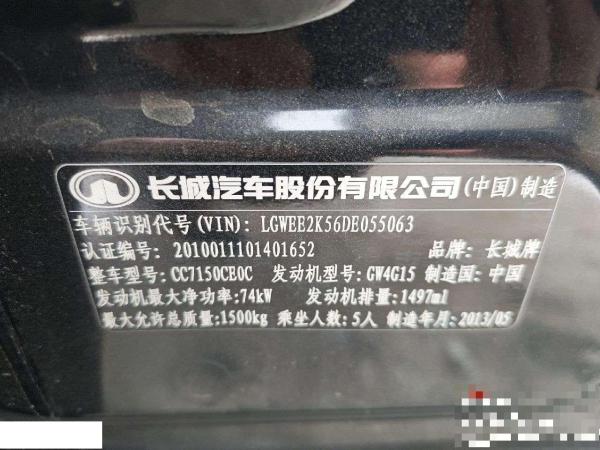 长城汽车股份有限公司(中国)制造
车辆识别代号(VIN): LGWEE2K56DE055063
认证编号: 2010011101401652 品牌: 长城牌
整车型号: CC7150CE0C 发动机型号: GW4G15 制造国: 中国
发动机最大净功率:74kW 发动机排量:1497ml
最大允许总质量:1500kg 乘坐人数:5人 制造年月:2013/05